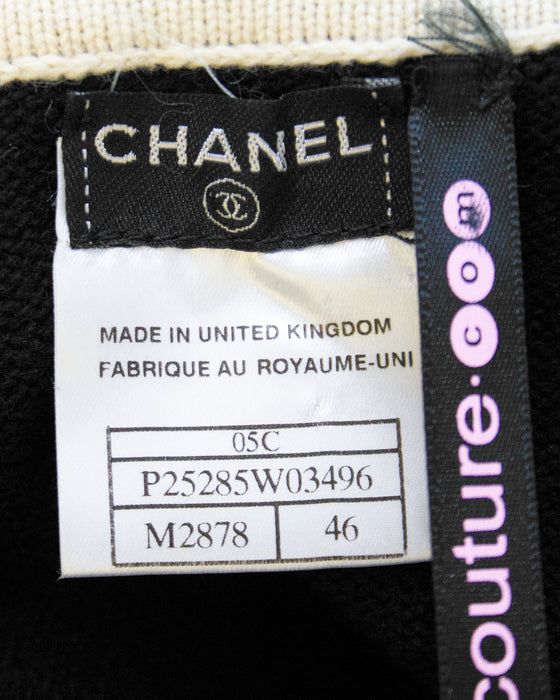 CHANEL
MADE IN UNITED KINGDOM
FABRIQUE AU ROYAUME-UNI
05C
P25285W03496
M2878 46
couture.com